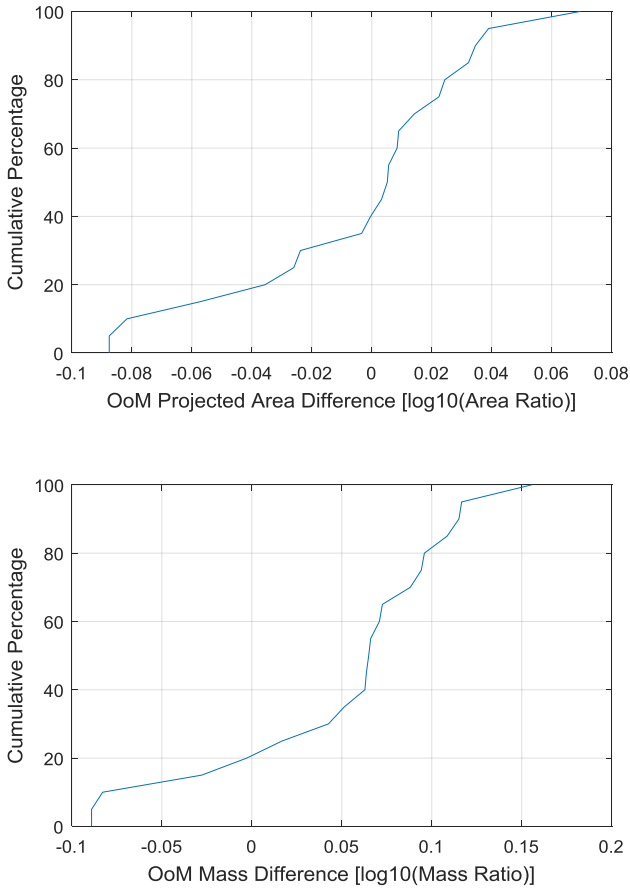 100
80
60
40
20
0
Cumulative Percentage
-0.1 -0.08 -0.06 -0.04 -0.02 0 0.02 0.04 0.06 0.08
OoM Projected Area Difference [log10(Area Ratio)]
100
80
60
40
20
0
Cumulative Percentage
-0.1 -0.05 0 0.05 0.1 0.15 0.2
OoM Mass Difference [log10(Mass Ratio)]